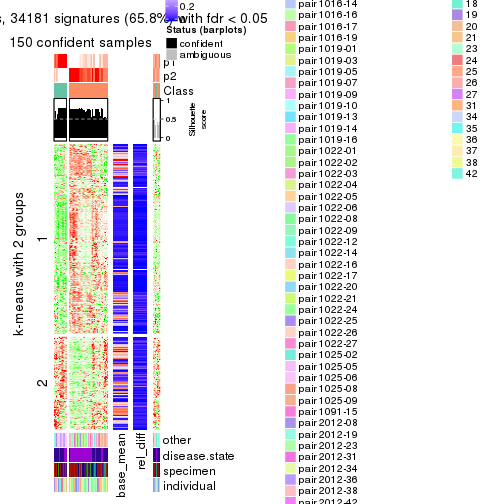 , 34181 signatures (65.8%) with fdr < 0.05
150 confident samples
0.2
0
Status (barplots)
confident
ambiguous
p1
p2
Class
1
0.5
0
Silhouette
score
k-means with 2 groups
1
2
base_mean
rel_diff
other
disease.state
specimen
individual
pair1016-14
pair1016-16
pair1016-17
pair1016-19
pair1019-01
pair1019-03
pair1019-05
pair1019-07
pair1019-09
pair1019-10
pair1019-13
pair1019-14
pair1019-16
pair1022-01
pair1022-02
pair1022-03
pair1022-04
pair1022-05
pair1022-06
pair1022-08
pair1022-09
pair1022-12
pair1022-14
pair1022-16
pair1022-17
pair1022-20
pair1022-21
pair1022-24
pair1022-25
pair1022-26
pair1022-27
pair1025-02
pair1025-05
pair1025-06
pair1025-08
pair1025-09
pair1091-15
pair2012-08
pair2012-19
pair2012-23
pair2012-31
pair2012-34
pair2012-36
pair2012-38
pair2012-42
18
19
20
21
23
24
25
26
27
31
34
35
36
37
38
42